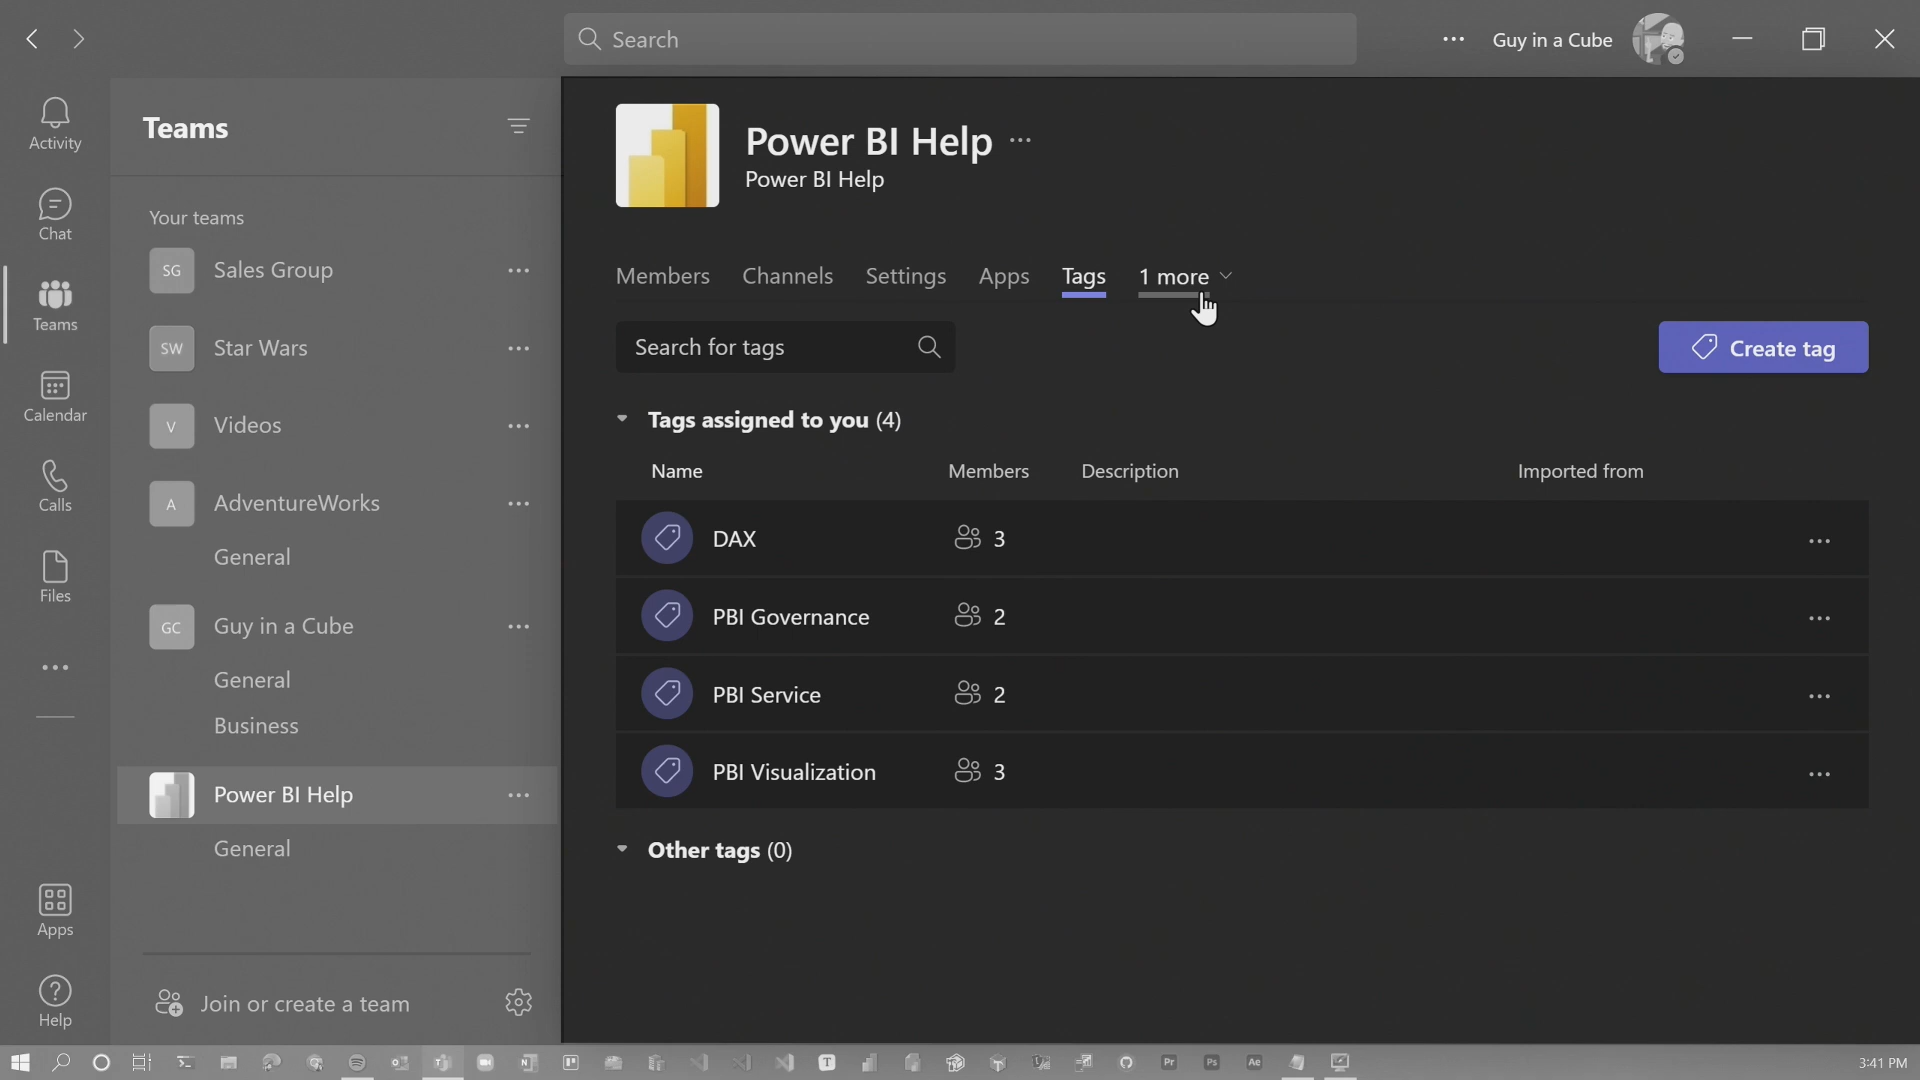 Search
Guy in a Cube
Activity
Chat
Teams
Calendar
Calls
Files
Apps
Help
Teams
Your teams
SG Sales Group
SW Star Wars
V Videos
A AdventureWorks
General
GC Guy in a Cube
General
Business
Power BI Help
General
Join or create a team
Power BI Help
Power BI Help
Members Channels Settings Apps Tags 1 more
Search for tags
Create tag
Tags assigned to you (4)
Name Members Description Imported from
DAX 3
PBI Governance 2
PBI Service 2
PBI Visualization 3
Other tags (0)
T Pr Ps Ae
3:41 PM